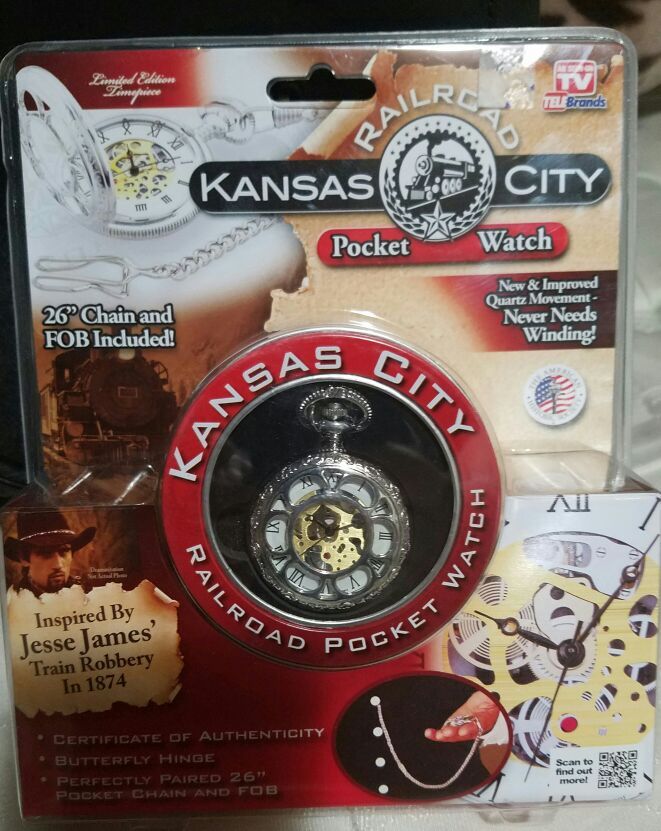 Limited Edition
Timepiece
AS SEEN ON
TV
TELEBrands
RAILROAD
KANSAS CITY
Pocket Watch
26" Chain and
FOB Included!
New & Improved
Quartz Movement -
Never Needs
Winding!
KANSAS CITY
RAILROAD POCKET WATCH
Dramatization
Not Actual Photo
Inspired By
Jesse James'
Train Robbery
In 1874
• CERTIFICATE OF AUTHENTICITY
• BUTTERFLY HINGE
• PERFECTLY PAIRED 26"
POCKET CHAIN AND FOB
XII
Scan to
find out
more!